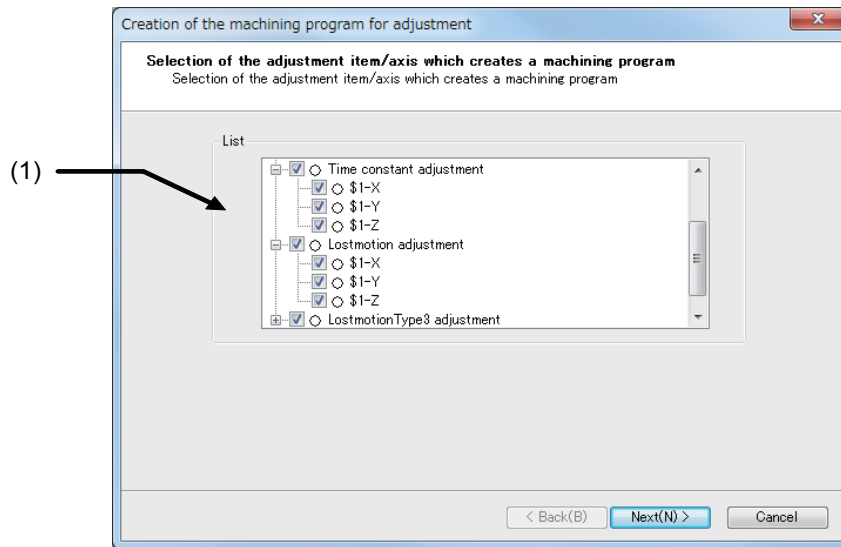 Creation of the machining program for adjustment
Selection of the adjustment item/axis which creates a machining program
Selection of the adjustment item/axis which creates a machining program
List
(1)
Time constant adjustment
$1-X
$1-Y
$1-Z
Lostmotion adjustment
$1-X
$1-Y
$1-Z
LostmotionType3 adjustment
< Back(B) Next(N) > Cancel